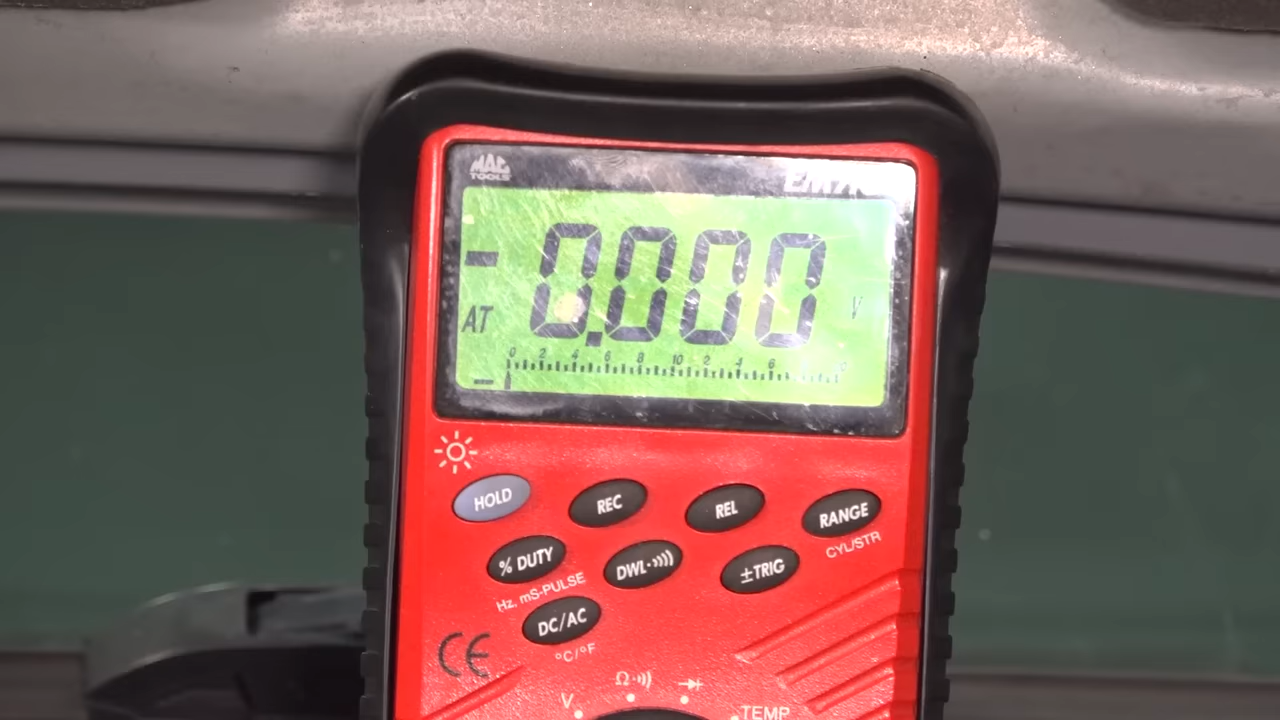 MAC
TOOLS
-0.000 V
AT
0 2 4 6 8 10 2 4 6
HOLD
REC
REL
RANGE
CYL/STR
% DUTY
DWL·))))
±TRIG
Hz, mS-PULSE
DC/AC
°C/°F
CE
V
Ω·))))
TEMP